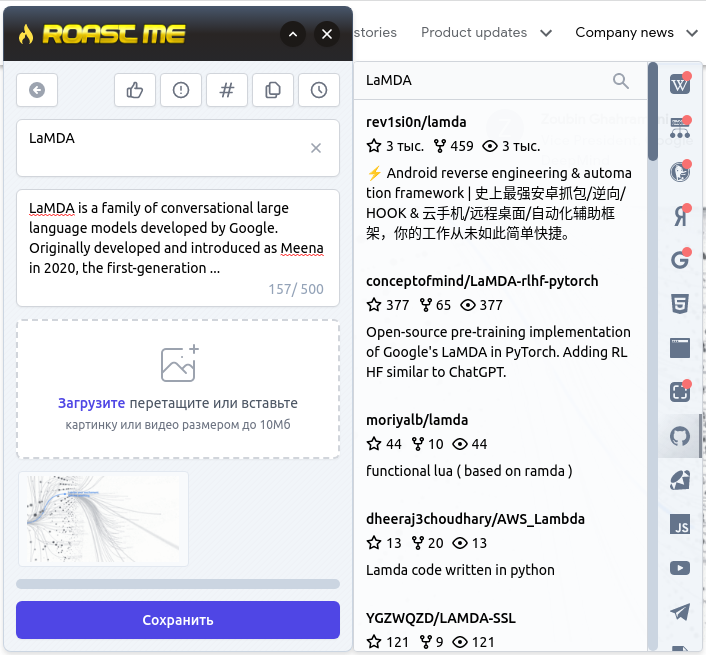 ROAST ME
stories
Product updates
Company news
LaMDA
LaMDA is a family of conversational large
language models developed by Google.
Originally developed and introduced as Meena
in 2020, the first-generation ...
157/ 500
Загрузите перетащите или вставьте
картинку или видео размером до 10Мб
Сохранить
LaMDA
rev1si0n/lamda
3 тыс. 459 3 тыс.
⚡ Android reverse engineering & automa
tion framework | 史上最强安卓抓包/逆向/
HOOK & 云手机/远程桌面/自动化辅助框
架，你的工作从未如此简单快捷。
conceptofmind/LaMDA-rlhf-pytorch
377 65 377
Open-source pre-training implementation
of Google's LaMDA in PyTorch. Adding RL
HF similar to ChatGPT.
moriyalb/lamda
44 10 44
functional lua ( based on ramda )
dheeraj3choudhary/AWS_Lambda
13 20 13
Lamda code written in python
YGZWQZD/LAMDA-SSL
121 9 121
W
Я
G
5
JS